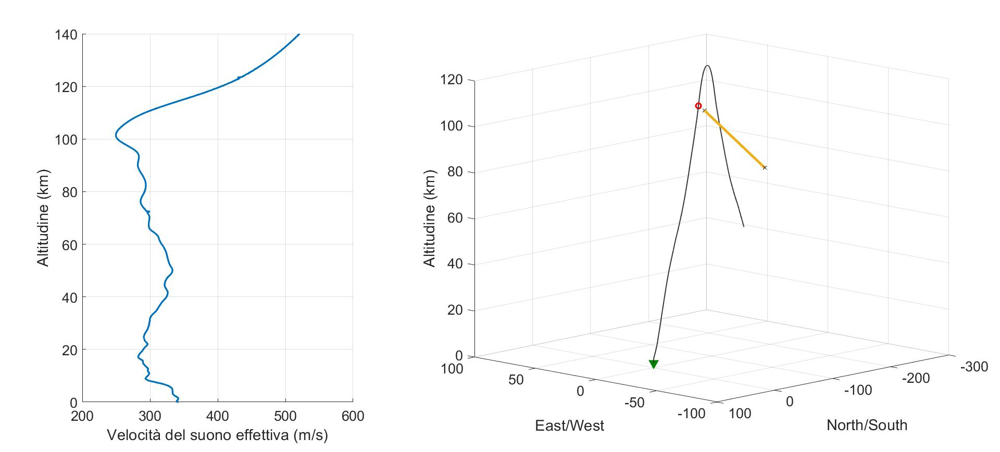 140
120
100
80
60
40
20
0
200 300 400 500 600
Altitudine (km)
Velocità del suono effettiva (m/s)
120
100
80
60
40
20
0
Altitudine (km)
100 50 0 -50 -100
East/West
100 0 -100 -200 -300
North/South